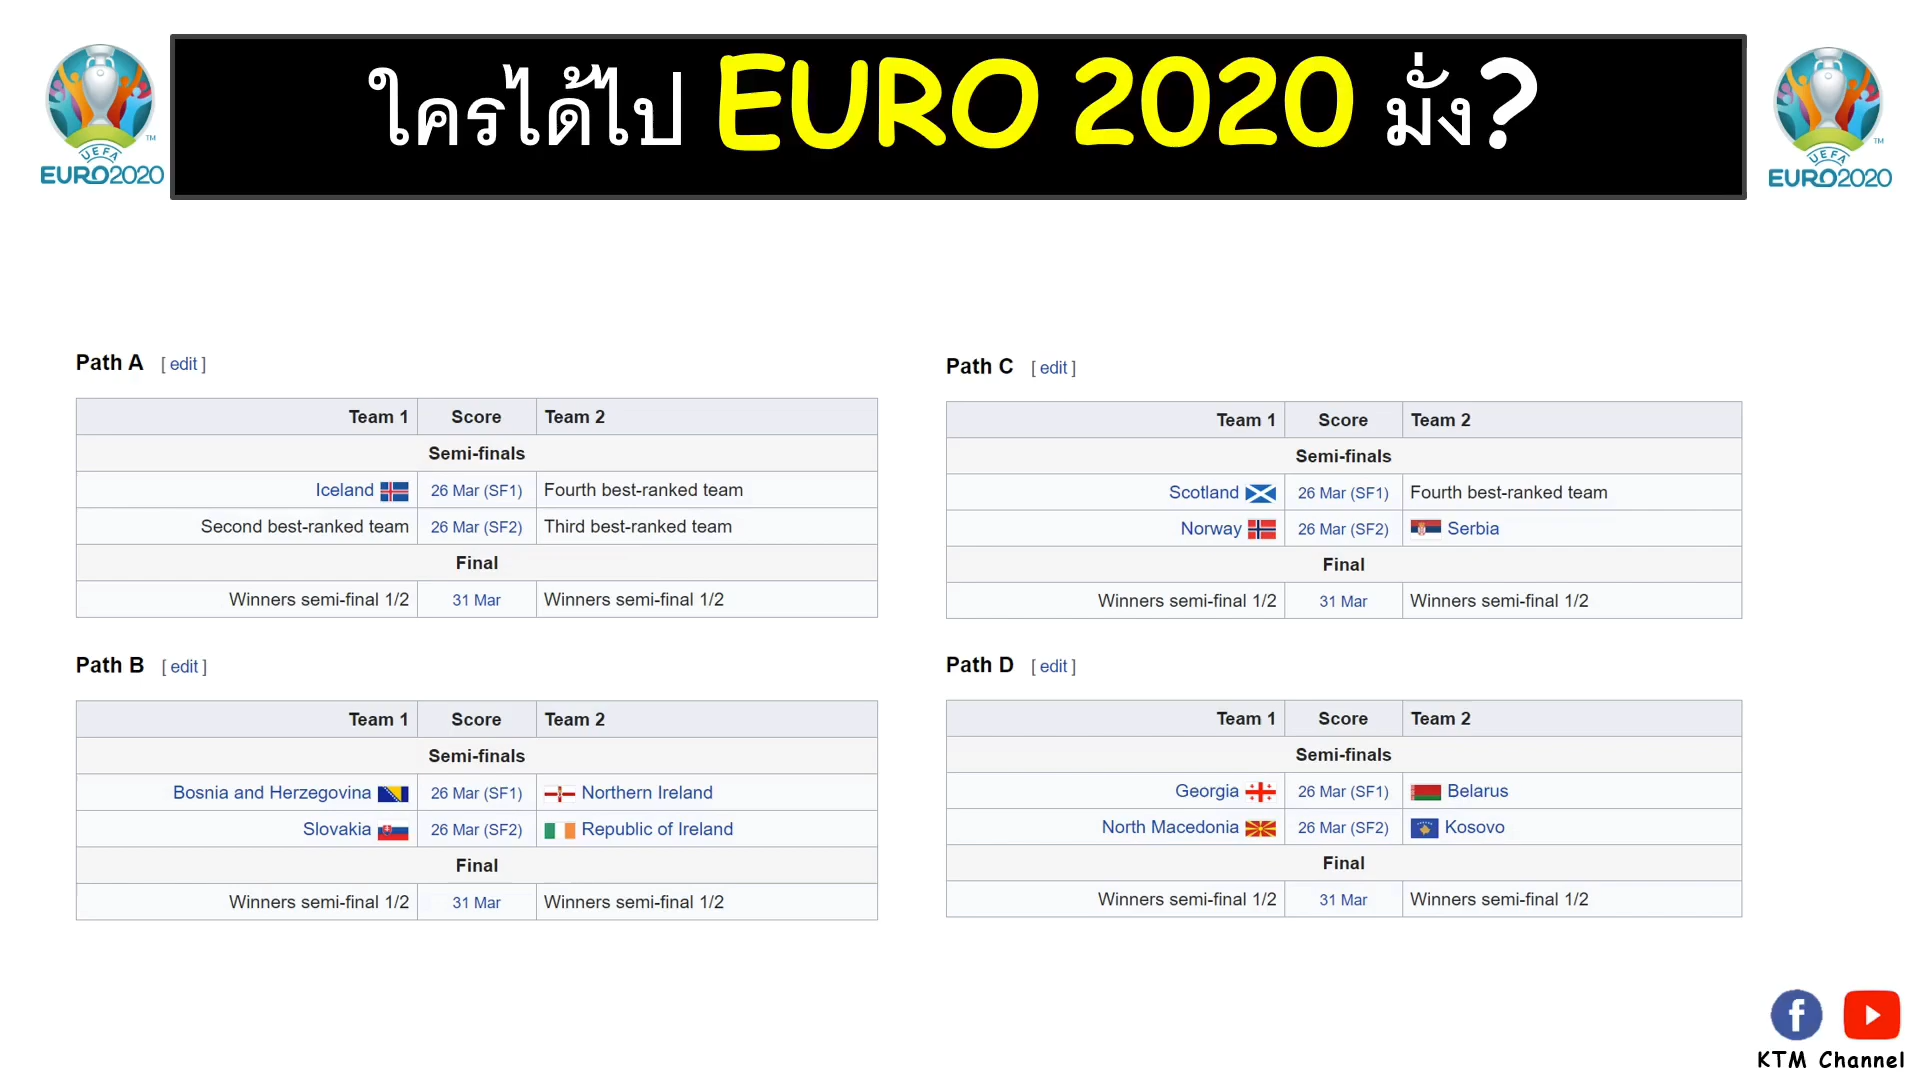 ใครได้ไป EURO 2020 มั่ง?
TM
UEFA
EURO2020
TM
UEFA
EURO2020
Path A [ edit ]
Team 1 Score Team 2
Semi-finals
Iceland 26 Mar (SF1) Fourth best-ranked team
Second best-ranked team 26 Mar (SF2) Third best-ranked team
Final
Winners semi-final 1/2 31 Mar Winners semi-final 1/2
Path B [ edit ]
Team 1 Score Team 2
Semi-finals
Bosnia and Herzegovina 26 Mar (SF1) Northern Ireland
Slovakia 26 Mar (SF2) Republic of Ireland
Final
Winners semi-final 1/2 31 Mar Winners semi-final 1/2
Path C [ edit ]
Team 1 Score Team 2
Semi-finals
Scotland 26 Mar (SF1) Fourth best-ranked team
Norway 26 Mar (SF2) Serbia
Final
Winners semi-final 1/2 31 Mar Winners semi-final 1/2
Path D [ edit ]
Team 1 Score Team 2
Semi-finals
Georgia 26 Mar (SF1) Belarus
North Macedonia 26 Mar (SF2) Kosovo
Final
Winners semi-final 1/2 31 Mar Winners semi-final 1/2
f
KTM Channel